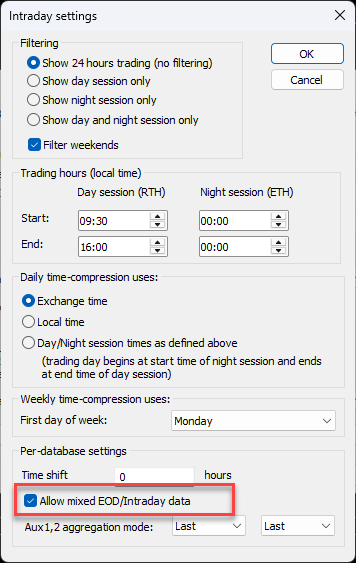 Intraday settings
Filtering
Show 24 hours trading (no filtering)
Show day session only
Show night session only
Show day and night session only
Filter weekends
OK
Cancel
Trading hours (local time)
Day session (RTH) Night session (ETH)
Start: 09:30 00:00
End: 16:00 00:00
Daily time-compression uses:
Exchange time
Local time
Day/Night session times as defined above
(trading day begins at start time of night session and ends
at end time of day session)
Weekly time-compression uses:
First day of week: Monday
Per-database settings
Time shift 0 hours
Allow mixed EOD/Intraday data
Aux1,2 aggregation mode: Last Last